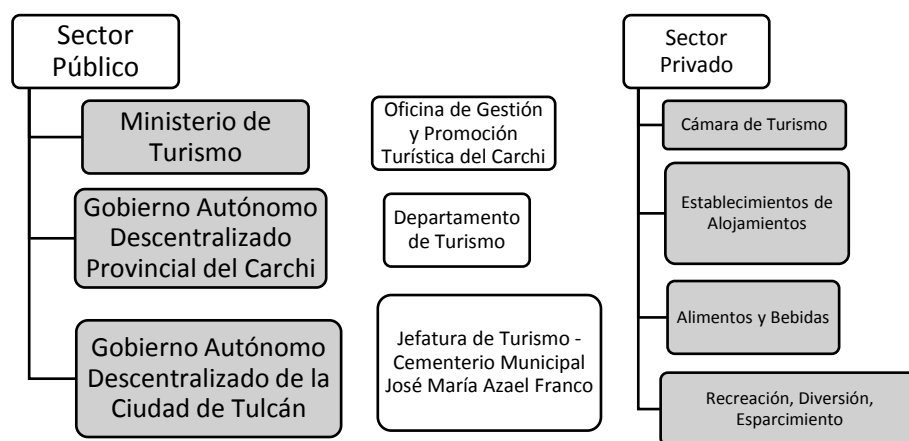 Sector
Público
Ministerio de
Turismo
Gobierno Autónomo
Descentralizado
Provincial del Carchi
Gobierno Autónomo
Descentralizado de la
Ciudad de Tulcán
Oficina de Gestión
y Promoción
Turística del Carchi
Departamento
de Turismo
Jefatura de Turismo -
Cementerio Municipal
José María Azael Franco
Sector
Privado
Cámara de Turismo
Establecimientos de
Alojamientos
Alimentos y Bebidas
Recreación, Diversión,
Esparcimiento